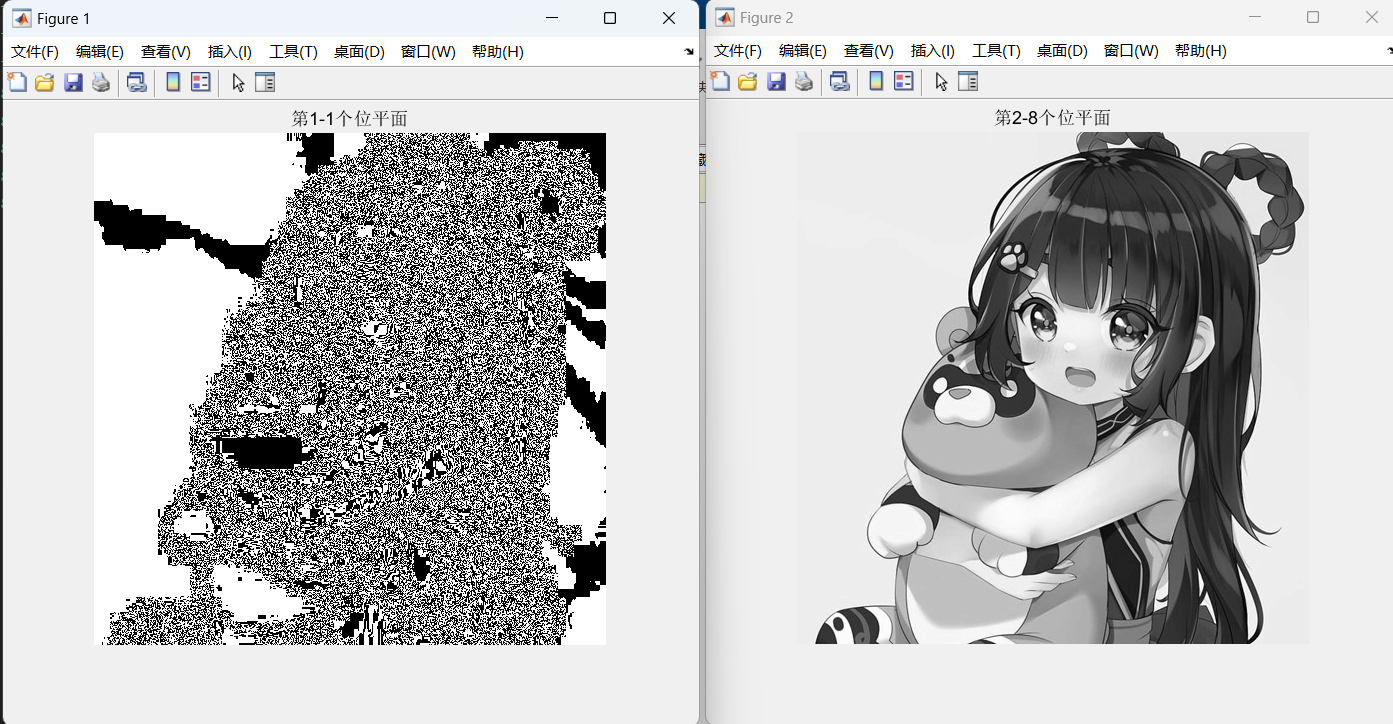 Figure 1
文件(F) 编辑(E) 查看(V) 插入(I) 工具(T) 桌面(D) 窗口(W) 帮助(H)
第1-1个位平面
Figure 2
文件(F) 编辑(E) 查看(V) 插入(I) 工具(T) 桌面(D) 窗口(W) 帮助(H)
第2-8个位平面